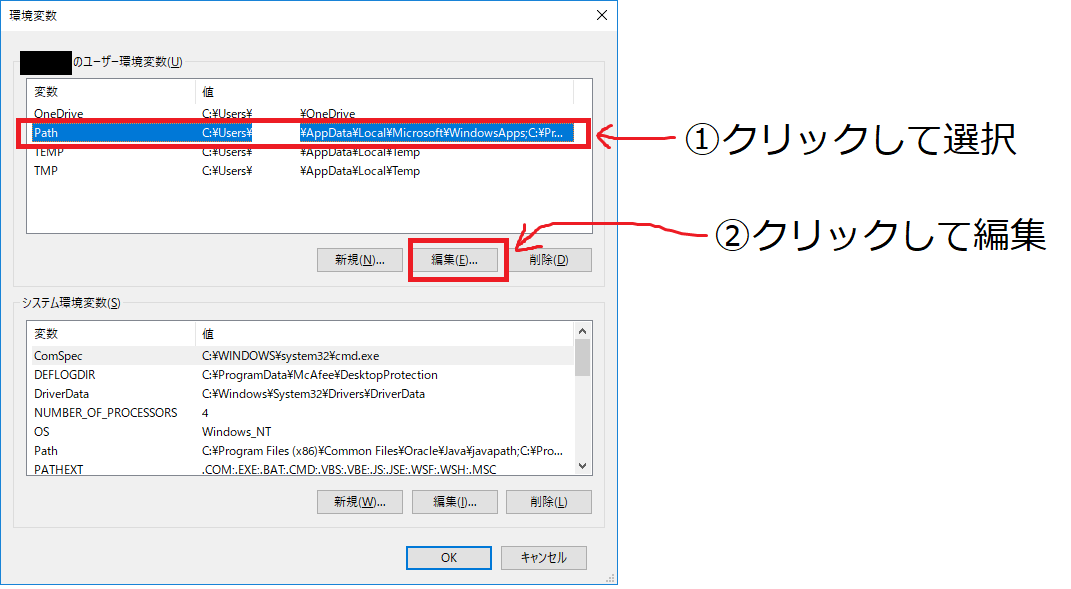 環境変数
のユーザー環境変数(U)
変数 値
OneDrive C:¥Users¥ ¥OneDrive
Path C:¥Users¥ ¥AppData¥Local¥Microsoft¥WindowsApps;C:¥Pr...
①クリックして選択
TEMP C:¥Users¥ ¥AppData¥Local¥Temp
TMP C:¥Users¥ ¥AppData¥Local¥Temp
②クリックして編集
新規(N)... 編集(E)... 削除(D)
システム環境変数(S)
変数 値
ComSpec C:¥WINDOWS¥system32¥cmd.exe
DEFLOGDIR C:¥ProgramData¥McAfee¥DesktopProtection
DriverData C:¥Windows¥System32¥Drivers¥DriverData
NUMBER_OF_PROCESSORS 4
OS Windows_NT
Path C:¥Program Files (x86)¥Common Files¥Oracle¥Java¥javapath;C:¥Pro...
PATHEXT .COM;.EXE;.BAT;.CMD;.VBS;.VBE;.JS;.JSE;.WSF;.WSH;.MSC
新規(W)... 編集(I)... 削除(L)
OK キャンセル